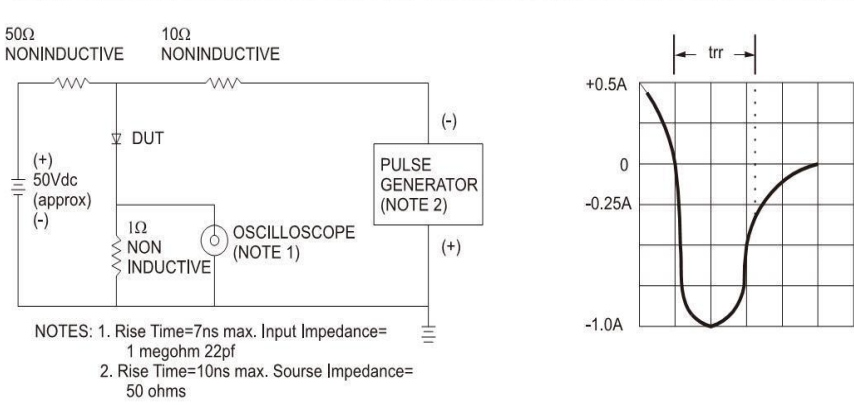 50Ω
NONINDUCTIVE
10Ω
NONINDUCTIVE
(+)
50Vdc
(approx)
(-)
DUT
1Ω
NON
INDUCTIVE
OSCILLOSCOPE
(NOTE 1)
(-)
PULSE
GENERATOR
(NOTE 2)
(+)
NOTES: 1. Rise Time=7ns max. Input Impedance=
1 megohm 22pf
2. Rise Time=10ns max. Sourse Impedance=
50 ohms
trr
+0.5A
0
-0.25A
-1.0A